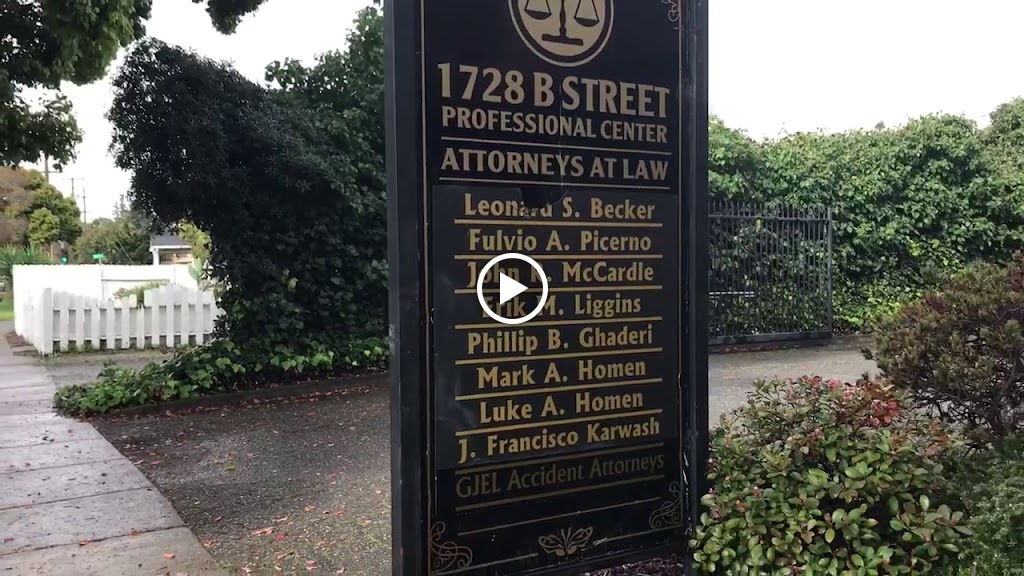 1728 B STREET
PROFESSIONAL CENTER
ATTORNEYS AT LAW
Leonard S. Becker
Fulvio A. Picerno
John McCardle
M. Liggins
Phillip B. Ghaderi
Mark A. Homen
Luke A. Homen
J. Francisco Karwash
GJEL Accident Attorneys